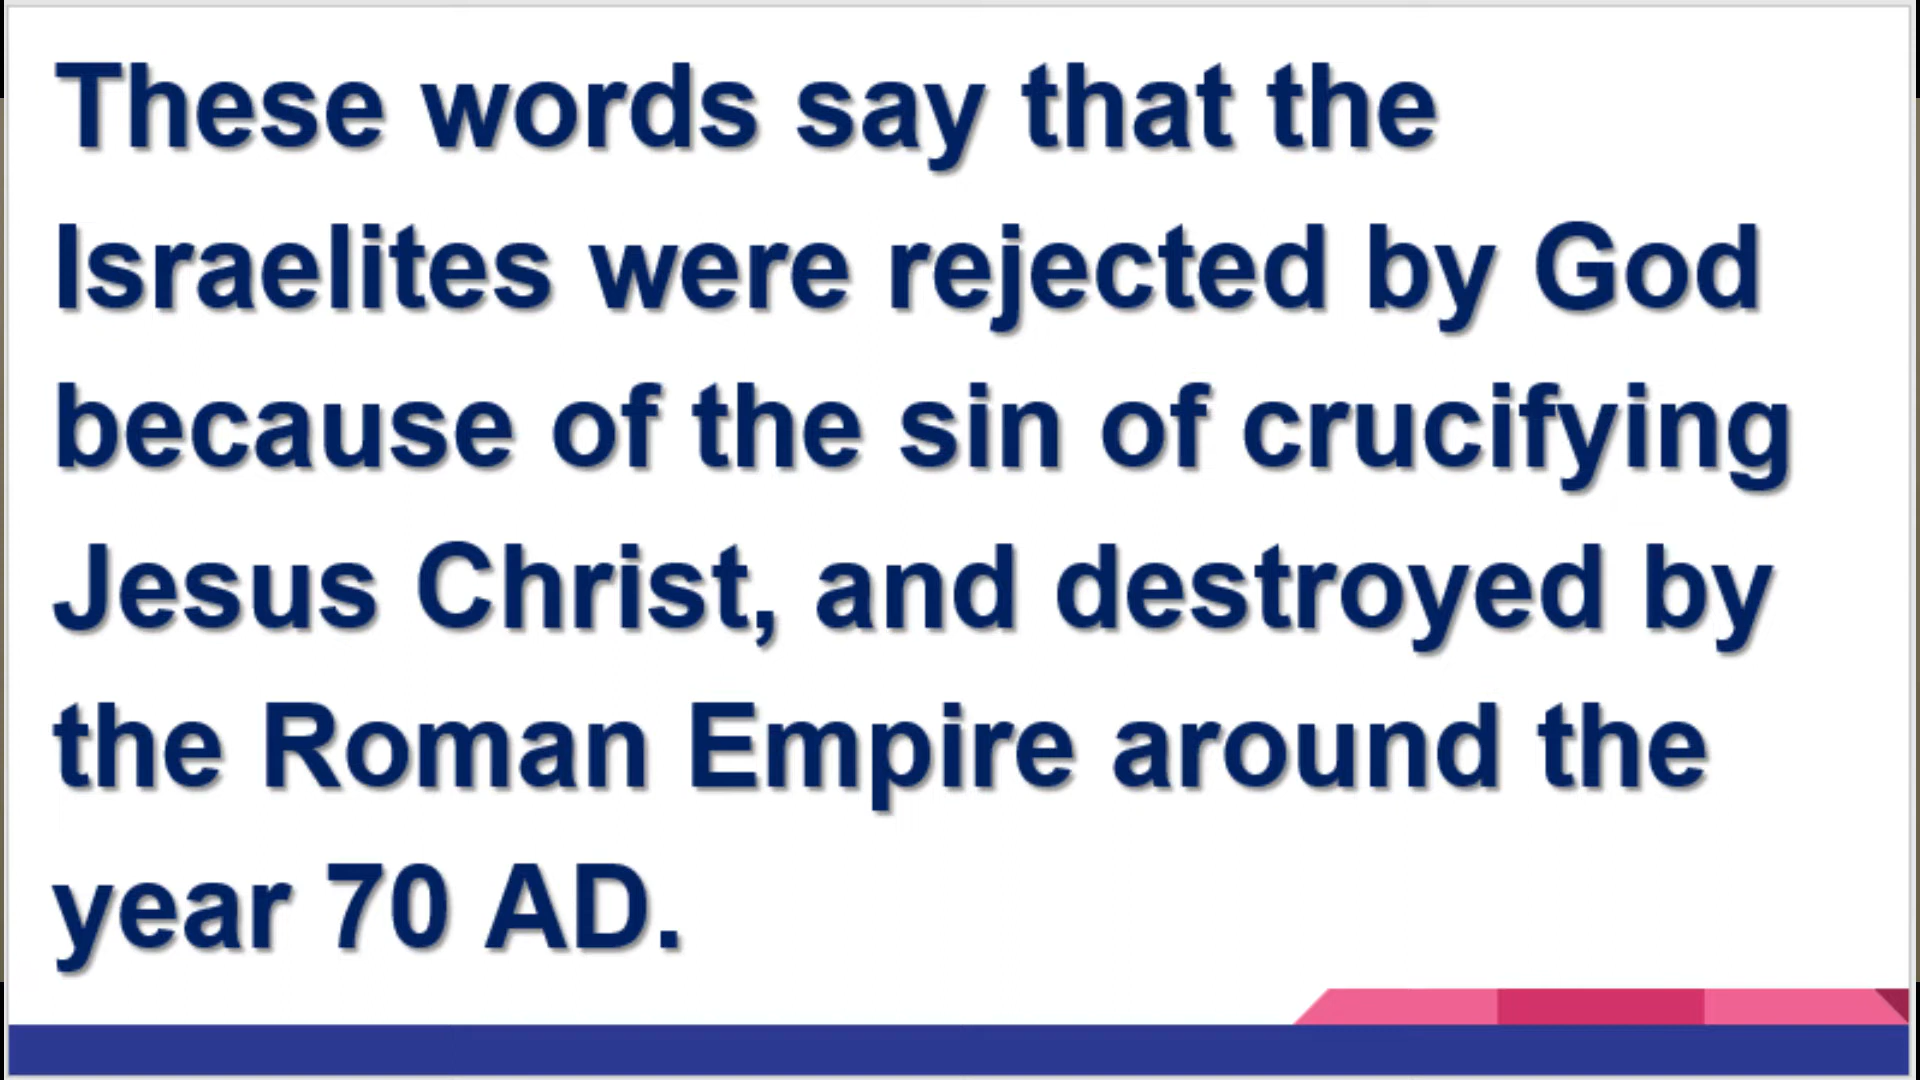 These words say that the
Israelites were rejected by God
because of the sin of crucifying
Jesus Christ, and destroyed by
the Roman Empire around the
year 70 AD.